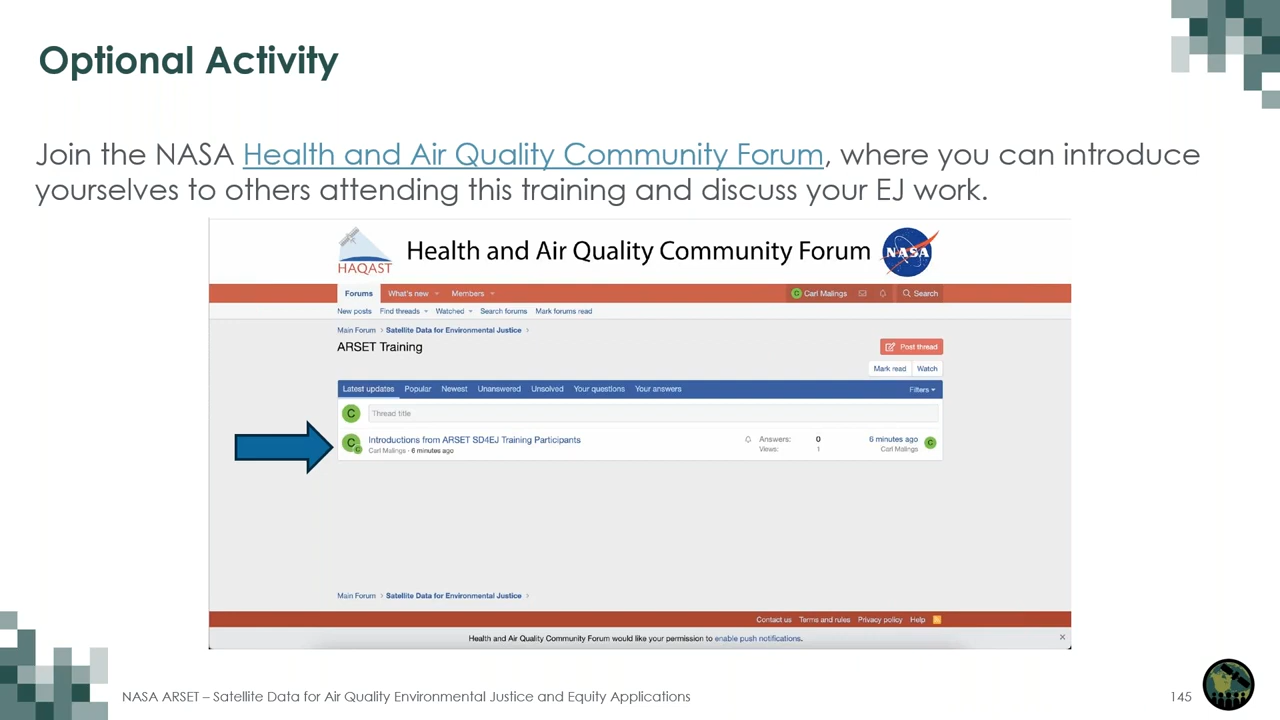 Optional Activity
Join the NASA Health and Air Quality Community Forum, where you can introduce
yourselves to others attending this training and discuss your EJ work.
HAQAST
Health and Air Quality Community Forum
NASA
Forums What's new Members C Carl Malings Search
New posts Find threads Watched Search forums Mark forums read
Main Forum > Satellite Data for Environmental Justice >
ARSET Training
Post thread
Mark read Watch
Latest updates Popular Newest Unanswered Unsolved Your questions Your answers Filters
C Thread title
C Introductions from ARSET SD4EJ Training Participants Answers: 0 6 minutes ago C
C Carl Malings · 6 minutes ago Views: 1 Carl Malings
Main Forum > Satellite Data for Environmental Justice >
Contact us Terms and rules Privacy policy Help
Health and Air Quality Community Forum would like your permission to enable push notifications. ×
NASA ARSET – Satellite Data for Air Quality Environmental Justice and Equity Applications 145